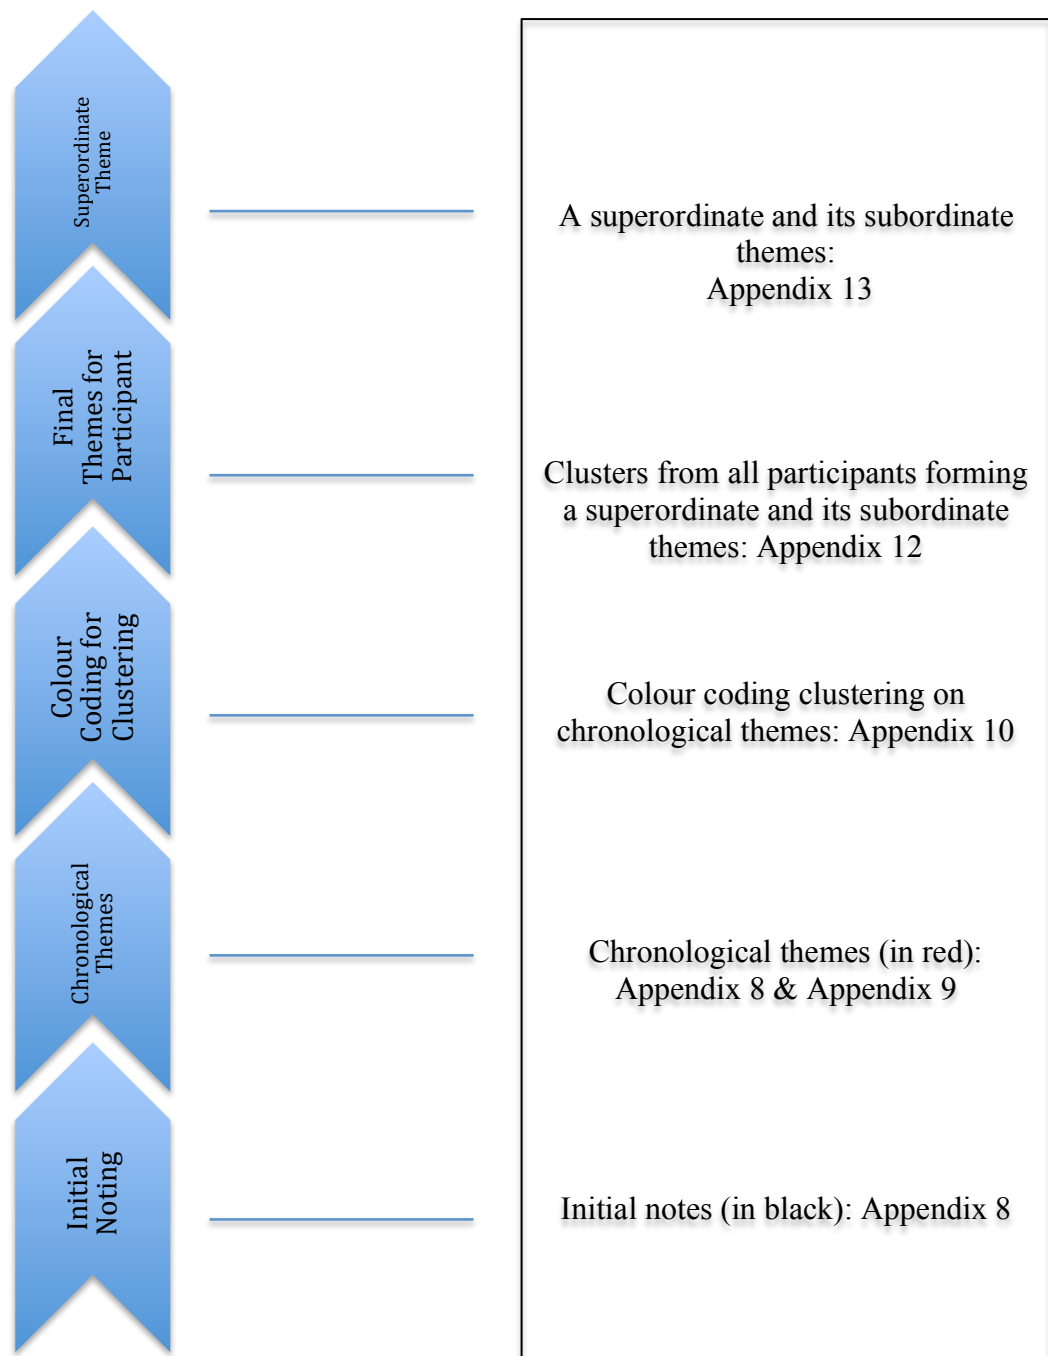 Superordinate
Theme
A superordinate and its subordinate
themes:
Appendix 13
Final
Themes for
Participant
Clusters from all participants forming
a superordinate and its subordinate
themes: Appendix 12
Colour
Coding for
Clustering
Colour coding clustering on
chronological themes: Appendix 10
Chronological
Themes
Chronological themes (in red):
Appendix 8 & Appendix 9
Initial
Noting
Initial notes (in black): Appendix 8